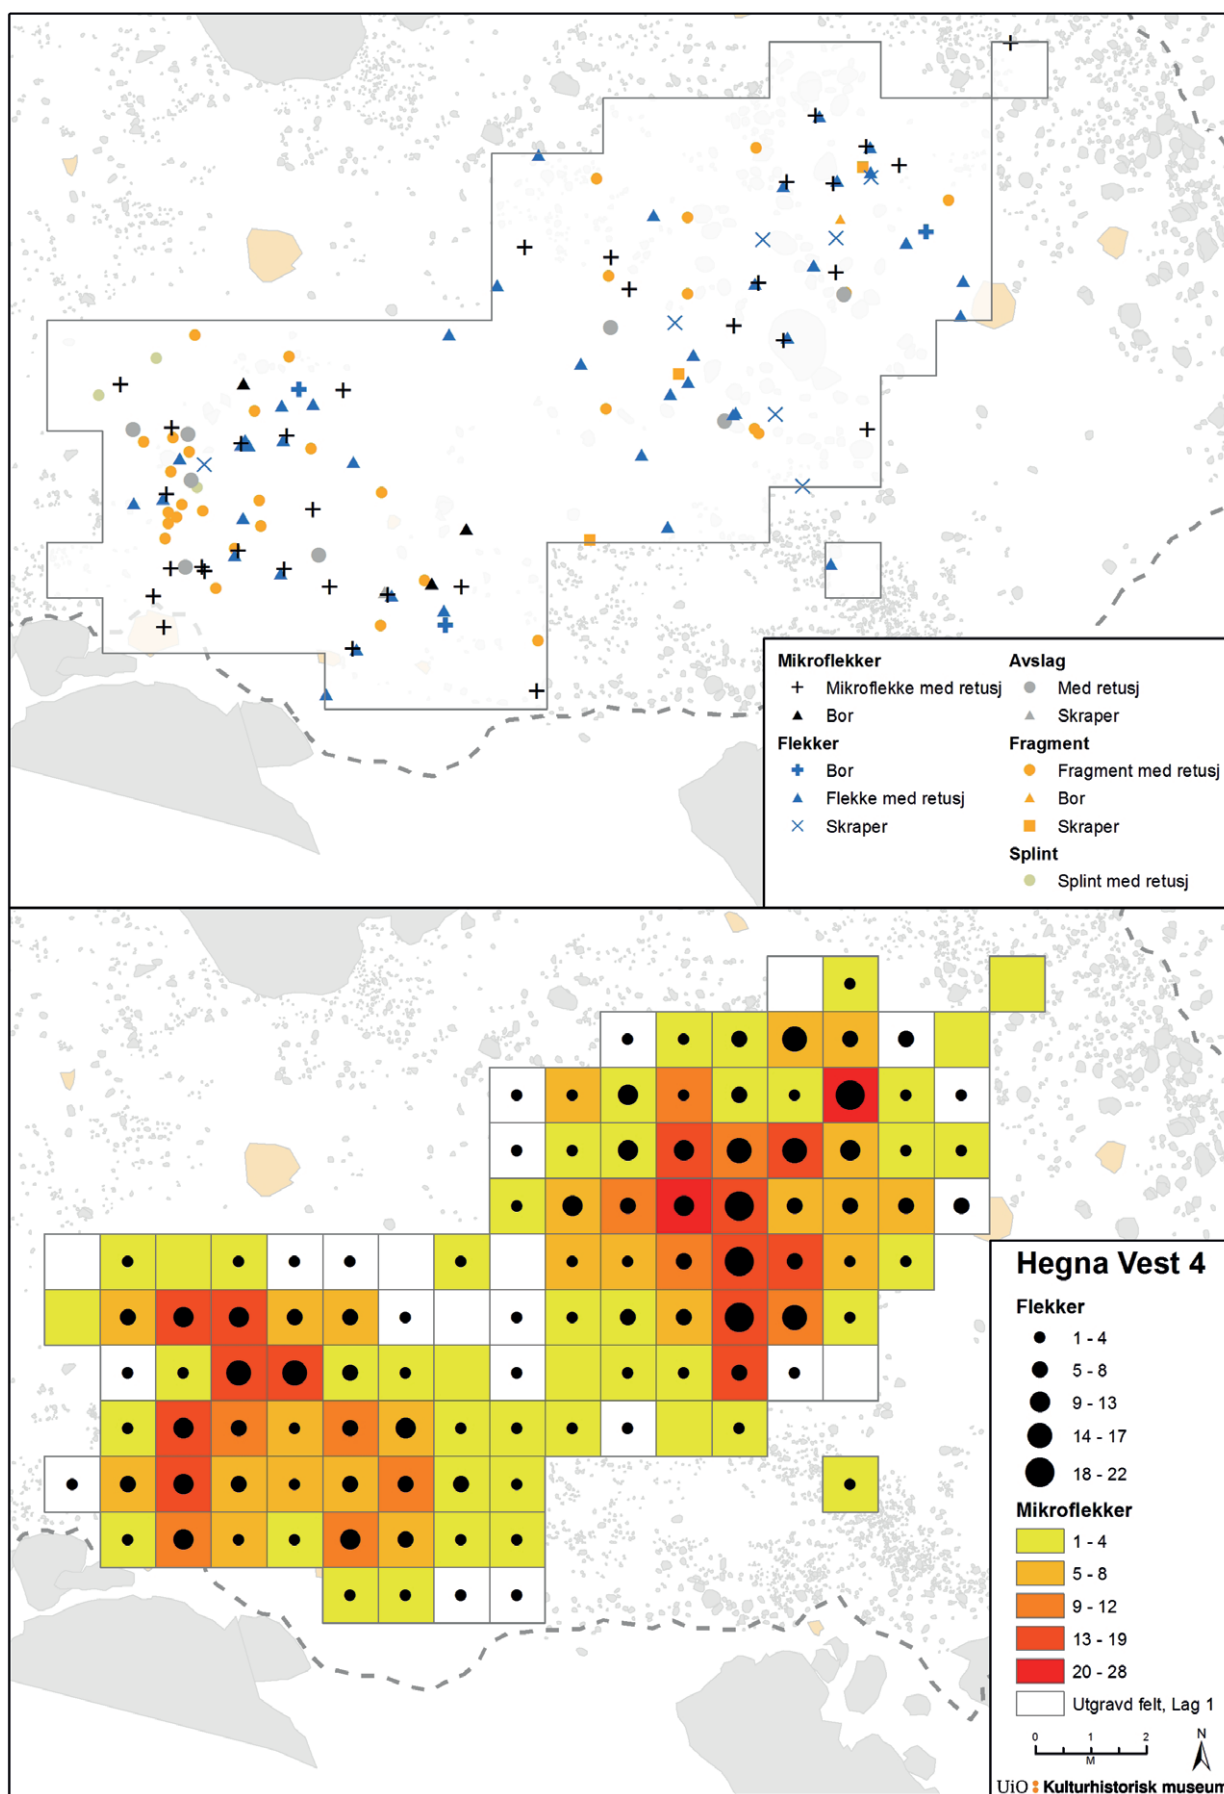 Mikroflekker
Mikroflekke med retusj
Bor
Flekker
Bor
Flekke med retusj
Skraper
Avslag
Med retusj
Skraper
Fragment
Fragment med retusj
Bor
Skraper
Splint
Splint med retusj
Hegna Vest 4
Flekker
1 - 4
5 - 8
9 - 13
14 - 17
18 - 22
Mikroflekker
1 - 4
5 - 8
9 - 12
13 - 19
20 - 28
Utgravd felt, Lag 1
0 1 2
M
N
UiO Kulturhistorisk museum